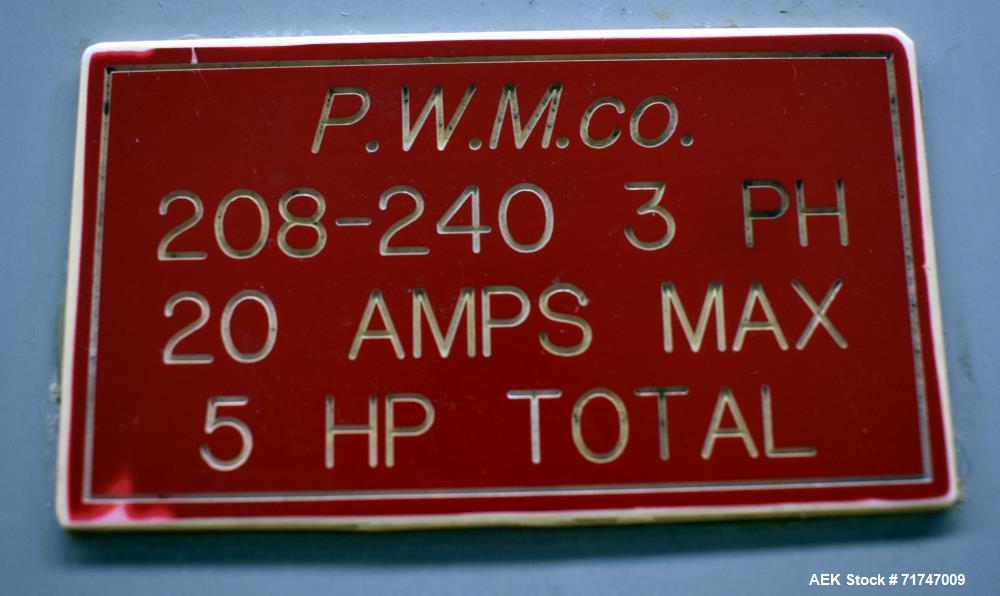 P.W.M.co.
208-240 3 PH
20 AMPS MAX
5 HP TOTAL
AEK Stock # 71747009